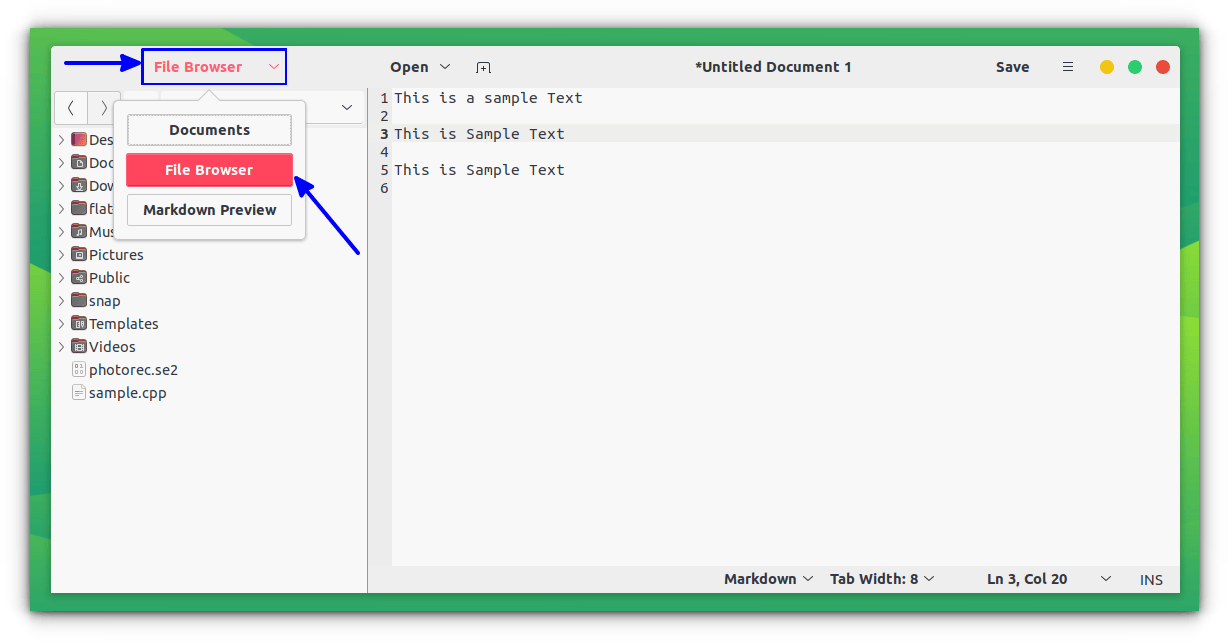 File Browser
Open
*Untitled Document 1
Save
Documents
File Browser
Markdown Preview
Des
Doc
Dow
flat
Mus
Pictures
Public
snap
Templates
Videos
photorec.se2
sample.cpp
1 This is a sample Text
2
3 This is Sample Text
4
5 This is Sample Text
6
Markdown Tab Width: 8 Ln 3, Col 20 INS